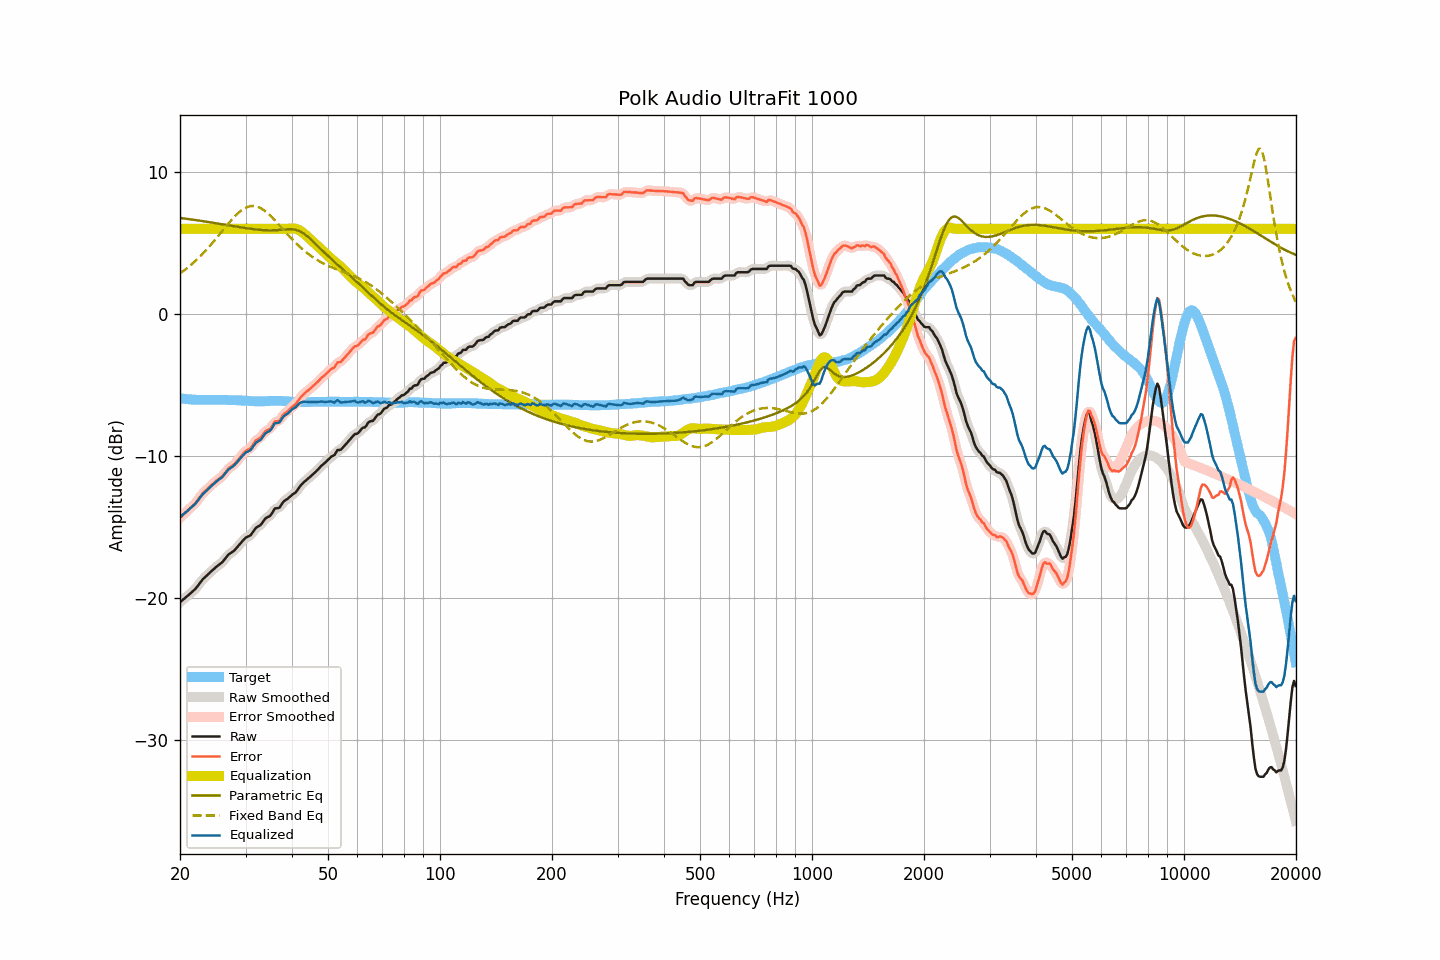 Polk Audio UltraFit 1000
10
0
−10
−20
−30
Amplitude (dBr)
Target
Raw Smoothed
Error Smoothed
Raw
Error
Equalization
Parametric Eq
Fixed Band Eq
Equalized
20 50 100 200 500 1000 2000 5000 10000 20000
Frequency (Hz)